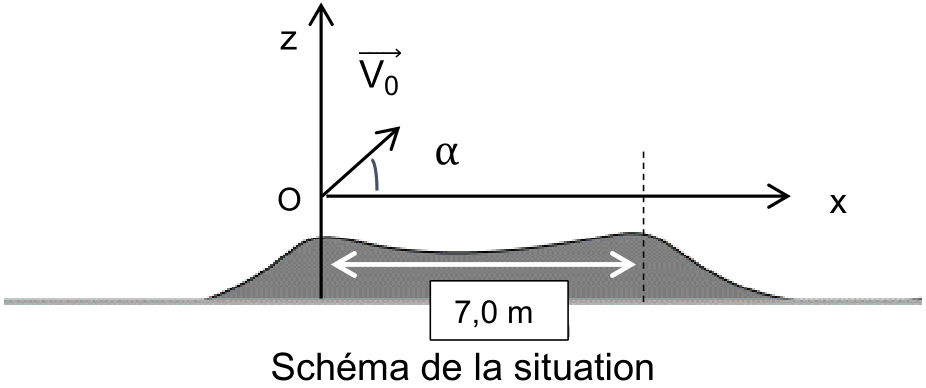 z
V₀
α
O
x
7,0 m
Schéma de la situation